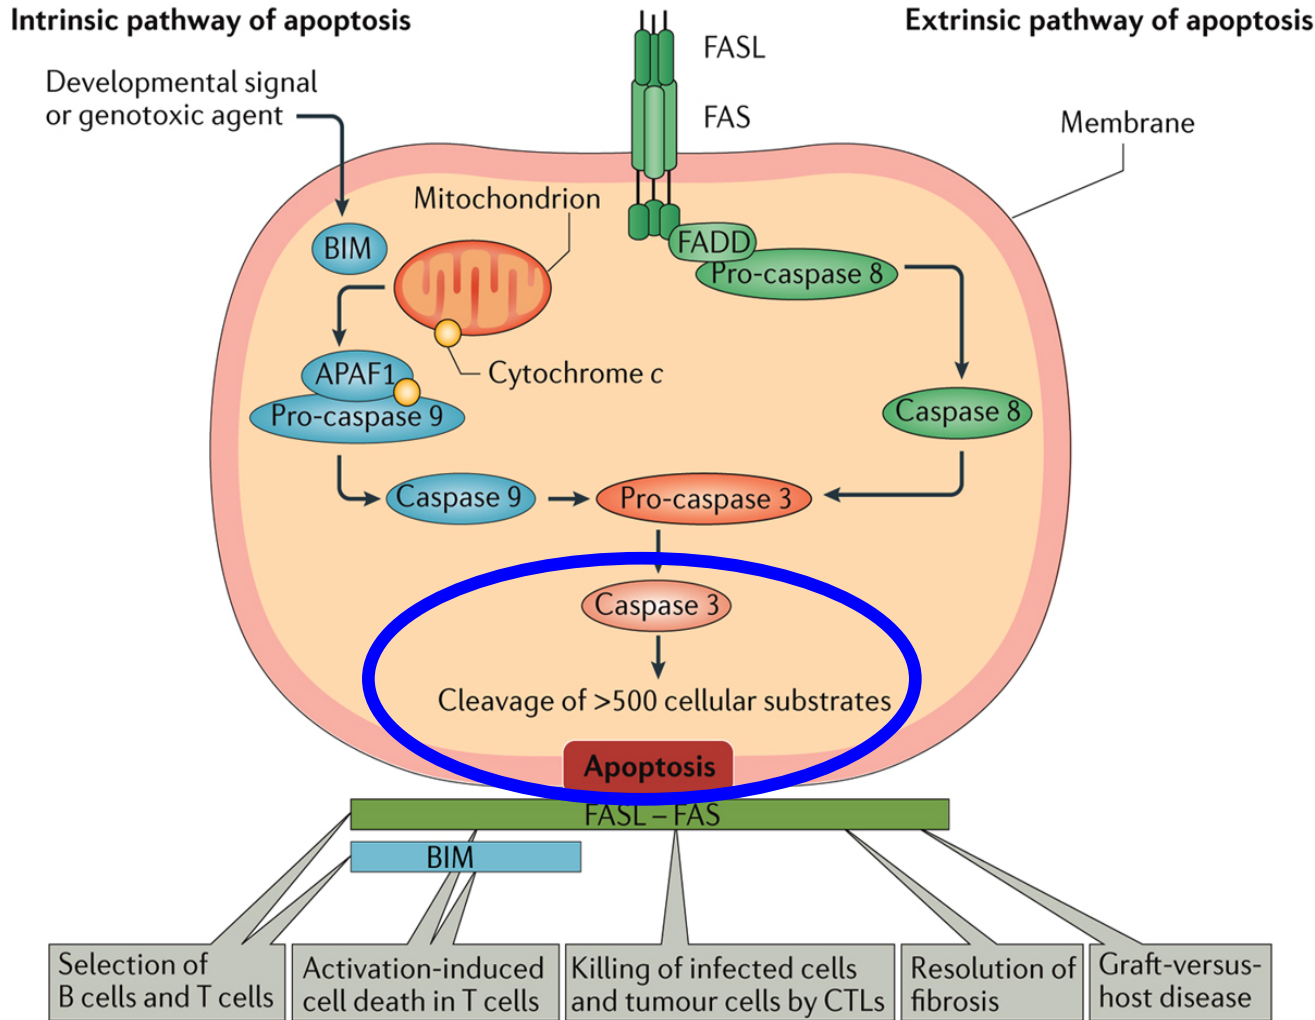 Intrinsic pathway of apoptosis
Extrinsic pathway of apoptosis
FASL
FAS
Developmental signal
or genotoxic agent
Membrane
Mitochondrion
BIM
FADD
Pro-caspase 8
Cytochrome c
APAF1
Pro-caspase 9
Caspase 8
Caspase 9
Pro-caspase 3
Caspase 3
Cleavage of >500 cellular substrates
Apoptosis
FASL – FAS
BIM
Selection of
B cells and T cells
Activation-induced
cell death in T cells
Killing of infected cells
and tumour cells by CTLs
Resolution of
fibrosis
Graft-versus-
host disease